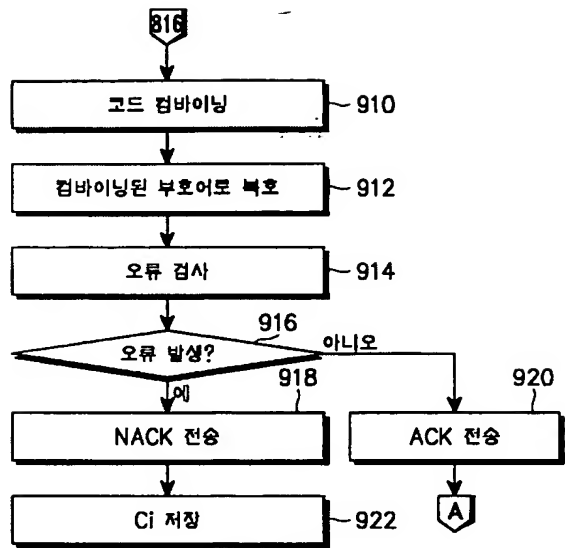 816
코드 컴바이닝
910
컴바이닝된 부호어로 복호
912
오류 검사
914
916
오류 발생?
아니오
예
918
920
NACK 전송
ACK 전송
Ci 저장
922
A